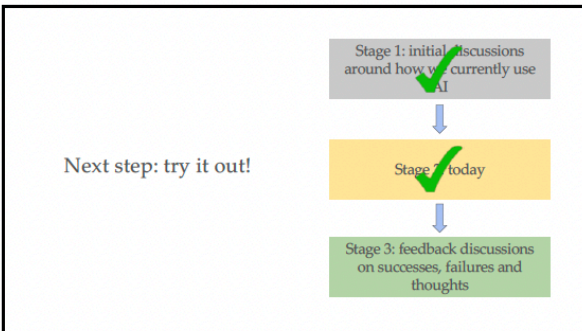 Next step: try it out!
Stage 1: initial discussions
around how we currently use
AI
Stage 2: today
Stage 3: feedback discussions
on successes, failures and
thoughts